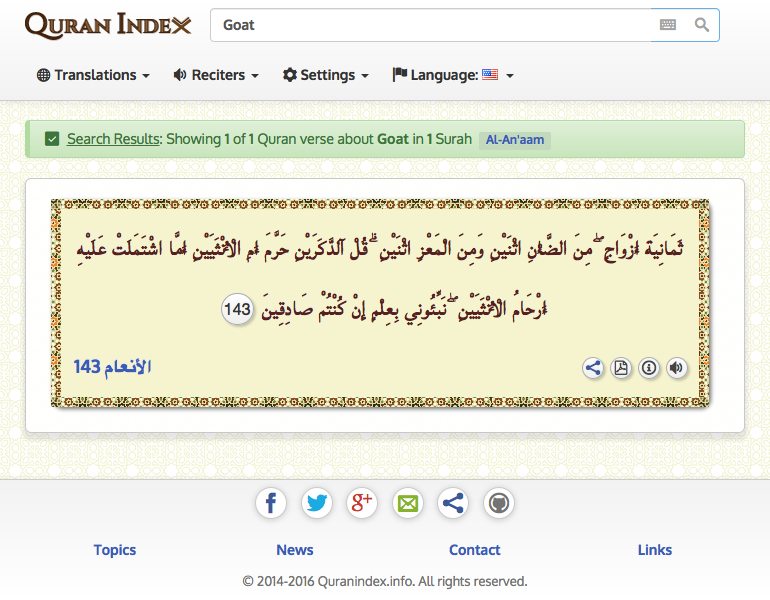 QURAN INDEX
Goat
Translations
Reciters
Settings
Language:
Search Results: Showing 1 of 1 Quran verse about Goat in 1 Surah Al-An'aam
ثَمَانِيَةَ أَزْوَاجٍ ۖ مِنَ الضَّأْنِ اثْنَيْنِ وَمِنَ الْمَعْزِ اثْنَيْنِ ۗ قُلْ آلذَّكَرَيْنِ حَرَّمَ أَمِ الْأُنْثَيَيْنِ أَمَّا اشْتَمَلَتْ عَلَيْهِ
أَرْحَامُ الْأُنْثَيَيْنِ ۖ نَبِّئُونِي بِعِلْمٍ إِنْ كُنْتُمْ صَادِقِينَ 143
الأنعام 143
Topics
News
Contact
Links
© 2014-2016 Quranindex.info. All rights reserved.